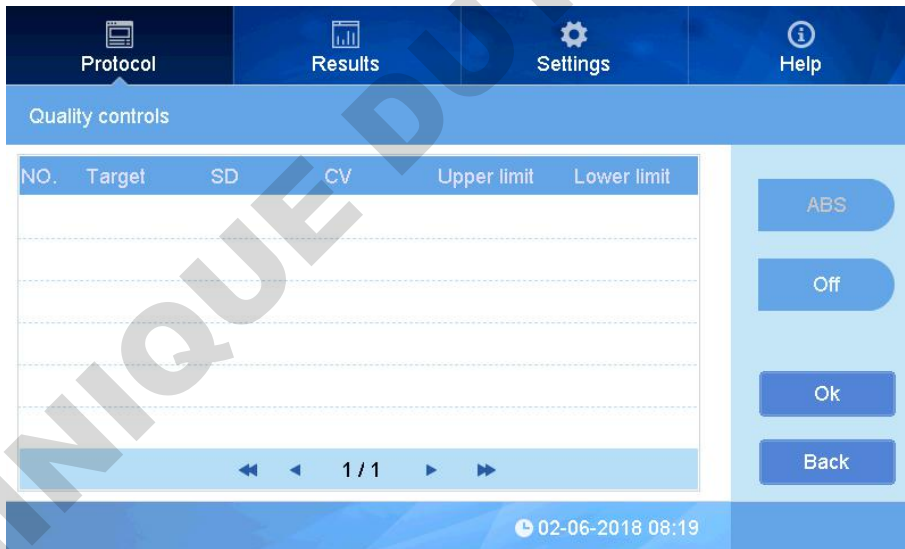 Protocol Results Settings Help
Quality controls
NO. Target SD CV Upper limit Lower limit
ABS
Off
Ok
1 / 1
Back
02-06-2018 08:19
NIQUE DU